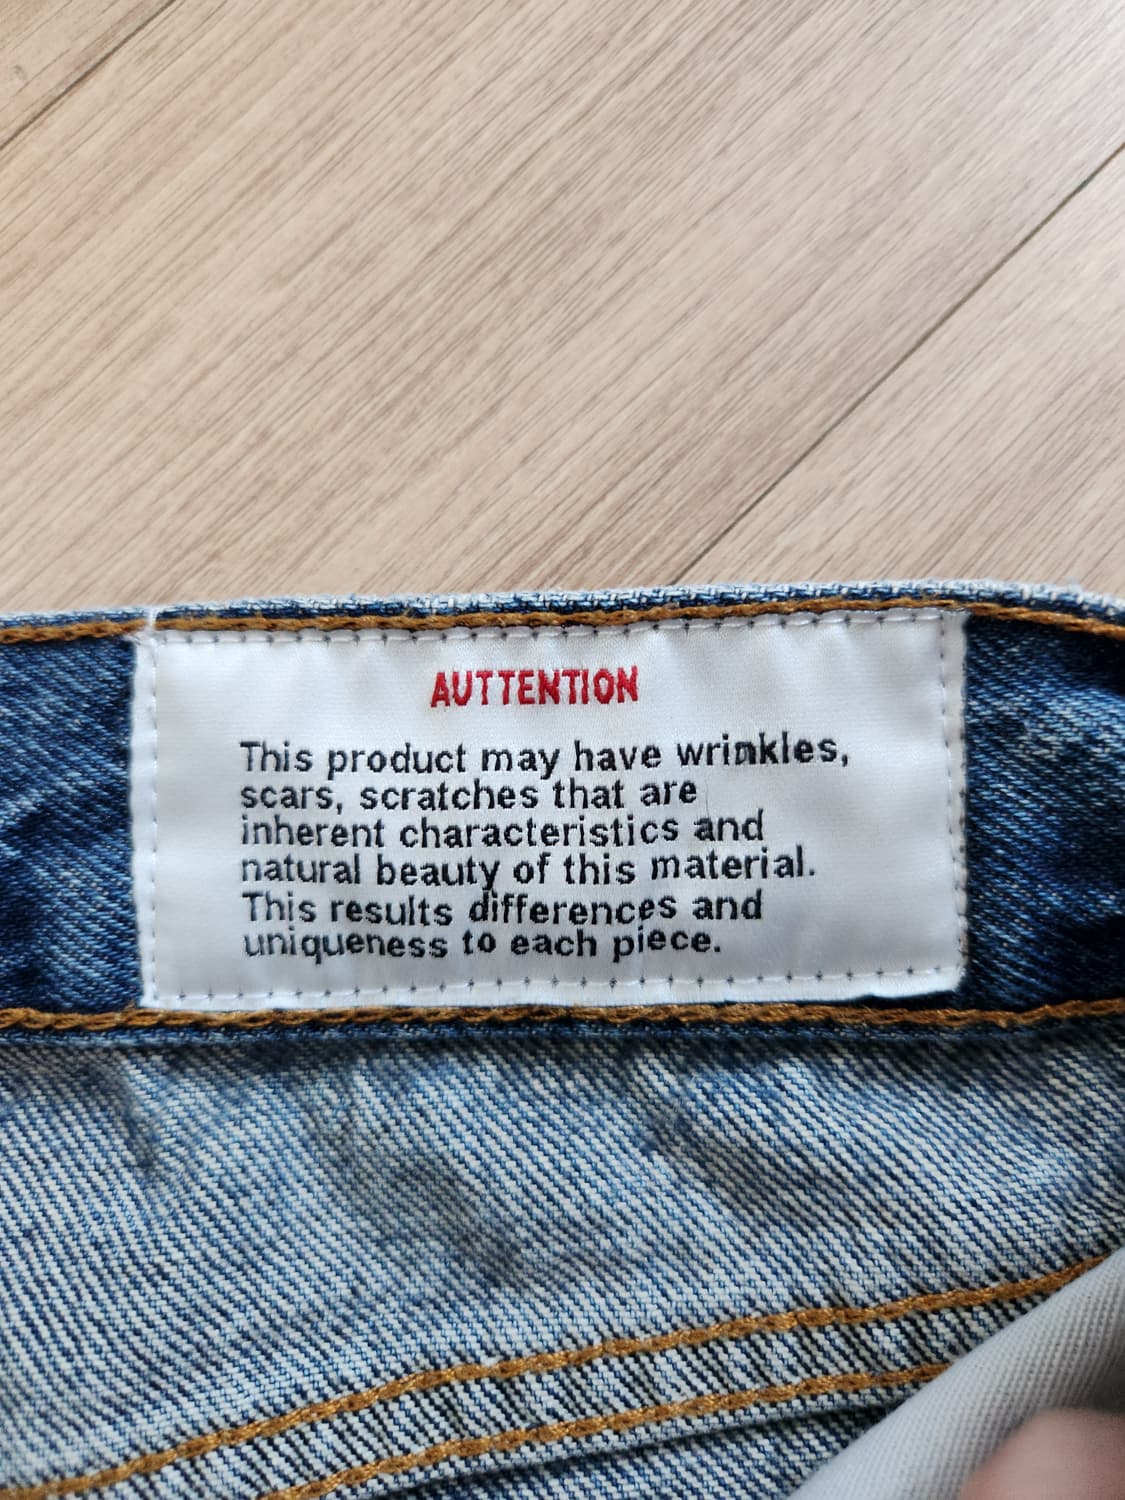 AUTTENTION
This product may have wrinkles,
scars, scratches that are
inherent characteristics and
natural beauty of this material.
This results differences and
uniqueness to each piece.